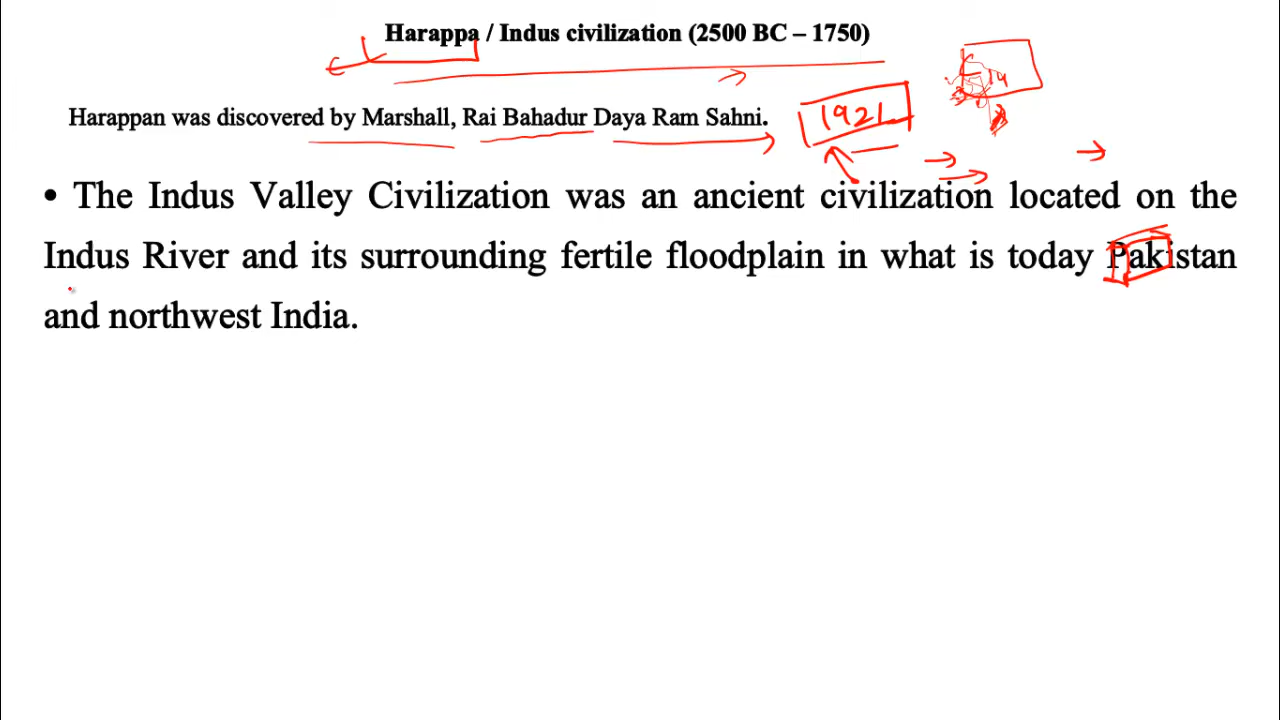 Harappa / Indus civilization (2500 BC – 1750)
Harappan was discovered by Marshall, Rai Bahadur Daya Ram Sahni. 1921
• The Indus Valley Civilization was an ancient civilization located on the
Indus River and its surrounding fertile floodplain in what is today Pakistan
and northwest India.